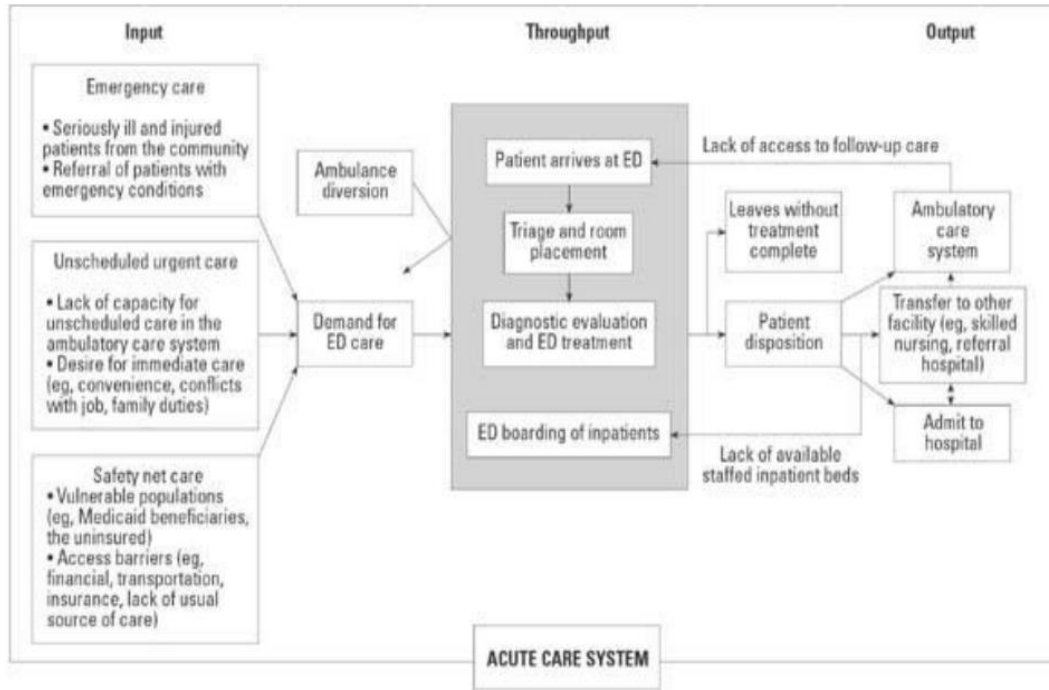 Input
Throughput
Output
Emergency care
• Seriously ill and injured
patients from the community
• Referral of patients with
emergency conditions
Unscheduled urgent care
• Lack of capacity for
unscheduled care in the
ambulatory care system
• Desire for immediate care
(eg, convenience, conflicts
with job, family duties)
Safety net care
• Vulnerable populations
(eg, Medicaid beneficiaries,
the uninsured)
• Access barriers (eg,
financial, transportation,
insurance, lack of usual
source of care)
Ambulance
diversion
Demand for
ED care
Patient arrives at ED
Triage and room
placement
Diagnostic evaluation
and ED treatment
ED boarding of inpatients
Lack of access to follow-up care
Leaves without
treatment
complete
Patient
disposition
Lack of available
staffed inpatient beds
Ambulatory
care
system
Transfer to other
facility (eg, skilled
nursing, referral
hospital)
Admit to
hospital
ACUTE CARE SYSTEM